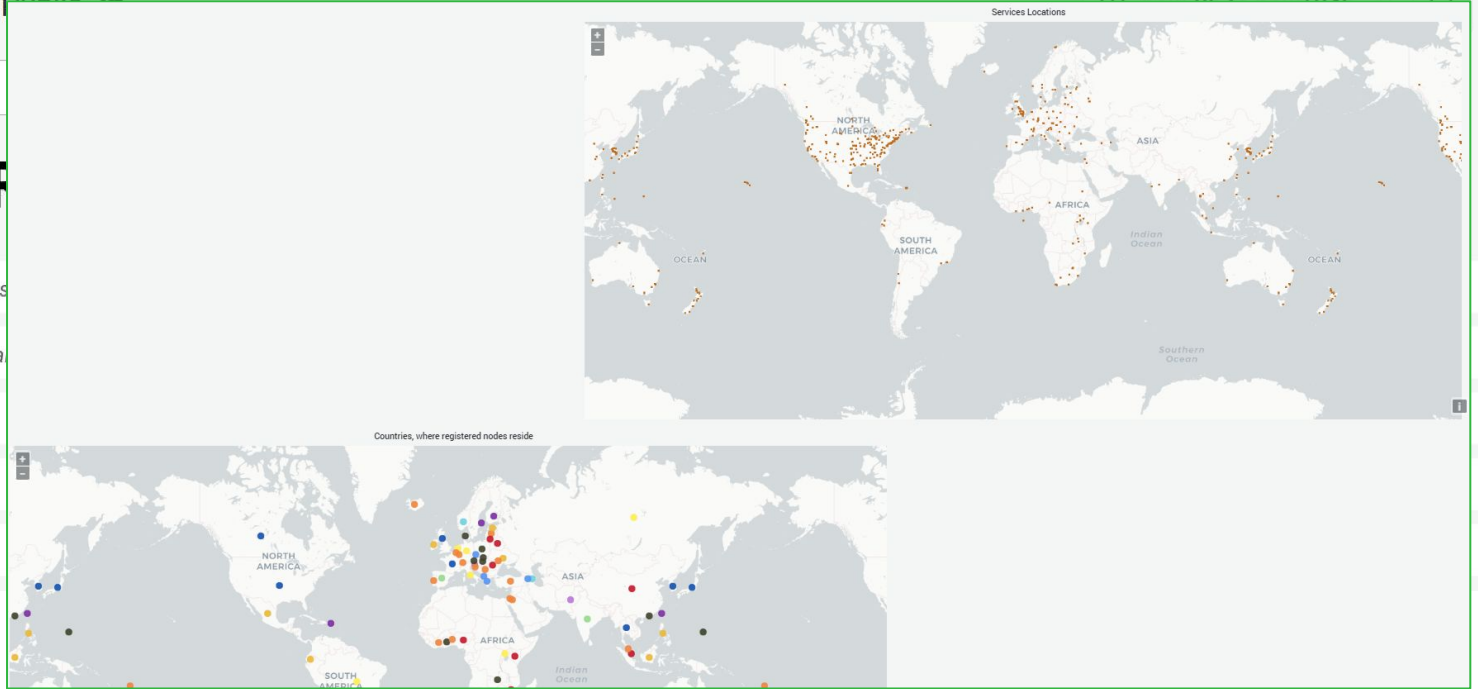 Services Locations
+
−
NORTH
AMERICA
ASIA
AFRICA
SOUTH
AMERICA
Indian
Ocean
OCEAN
OCEAN
Southern
Ocean
i
Countries, where registered nodes reside
+
−
NORTH
AMERICA
ASIA
AFRICA
SOUTH
AMERICA
Indian
Ocean